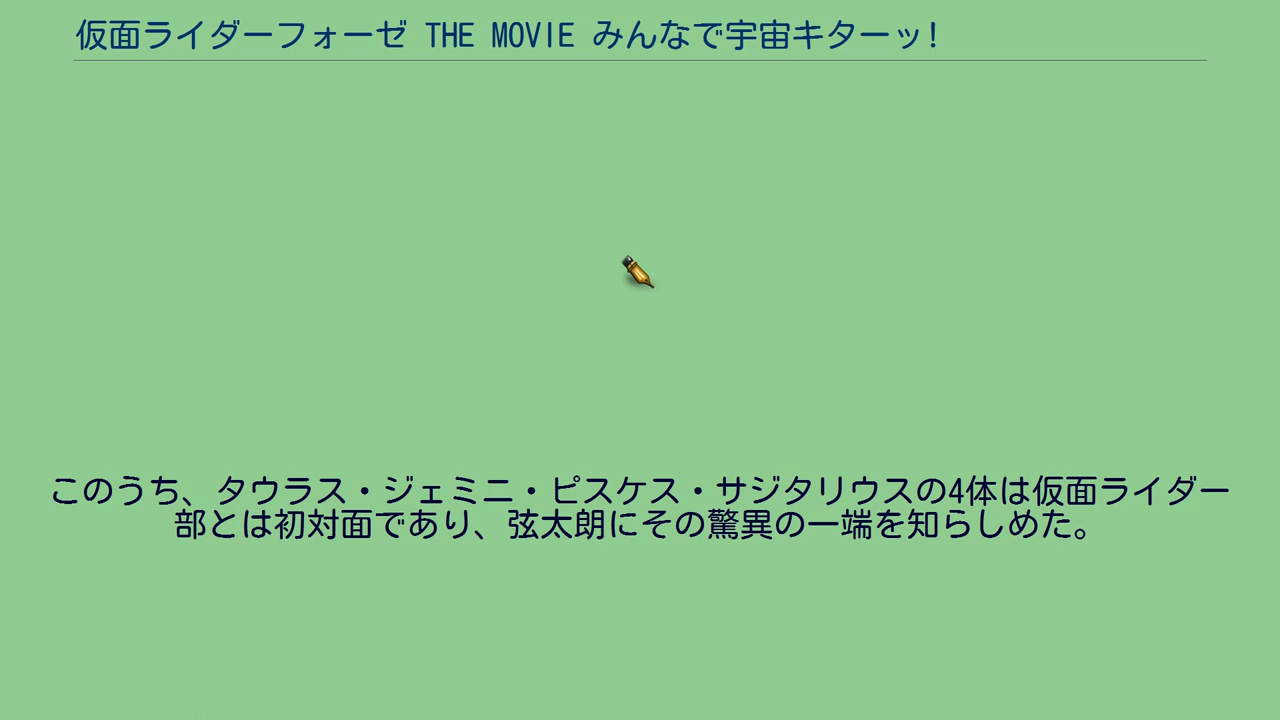 仮面ライダーフォーゼ THE MOVIE みんなで宇宙キターッ!
このうち、タウラス・ジェミニ・ピスケス・サジタリウスの4体は仮面ライダー
部とは初対面であり、弦太朗にその驚異の一端を知らしめた。